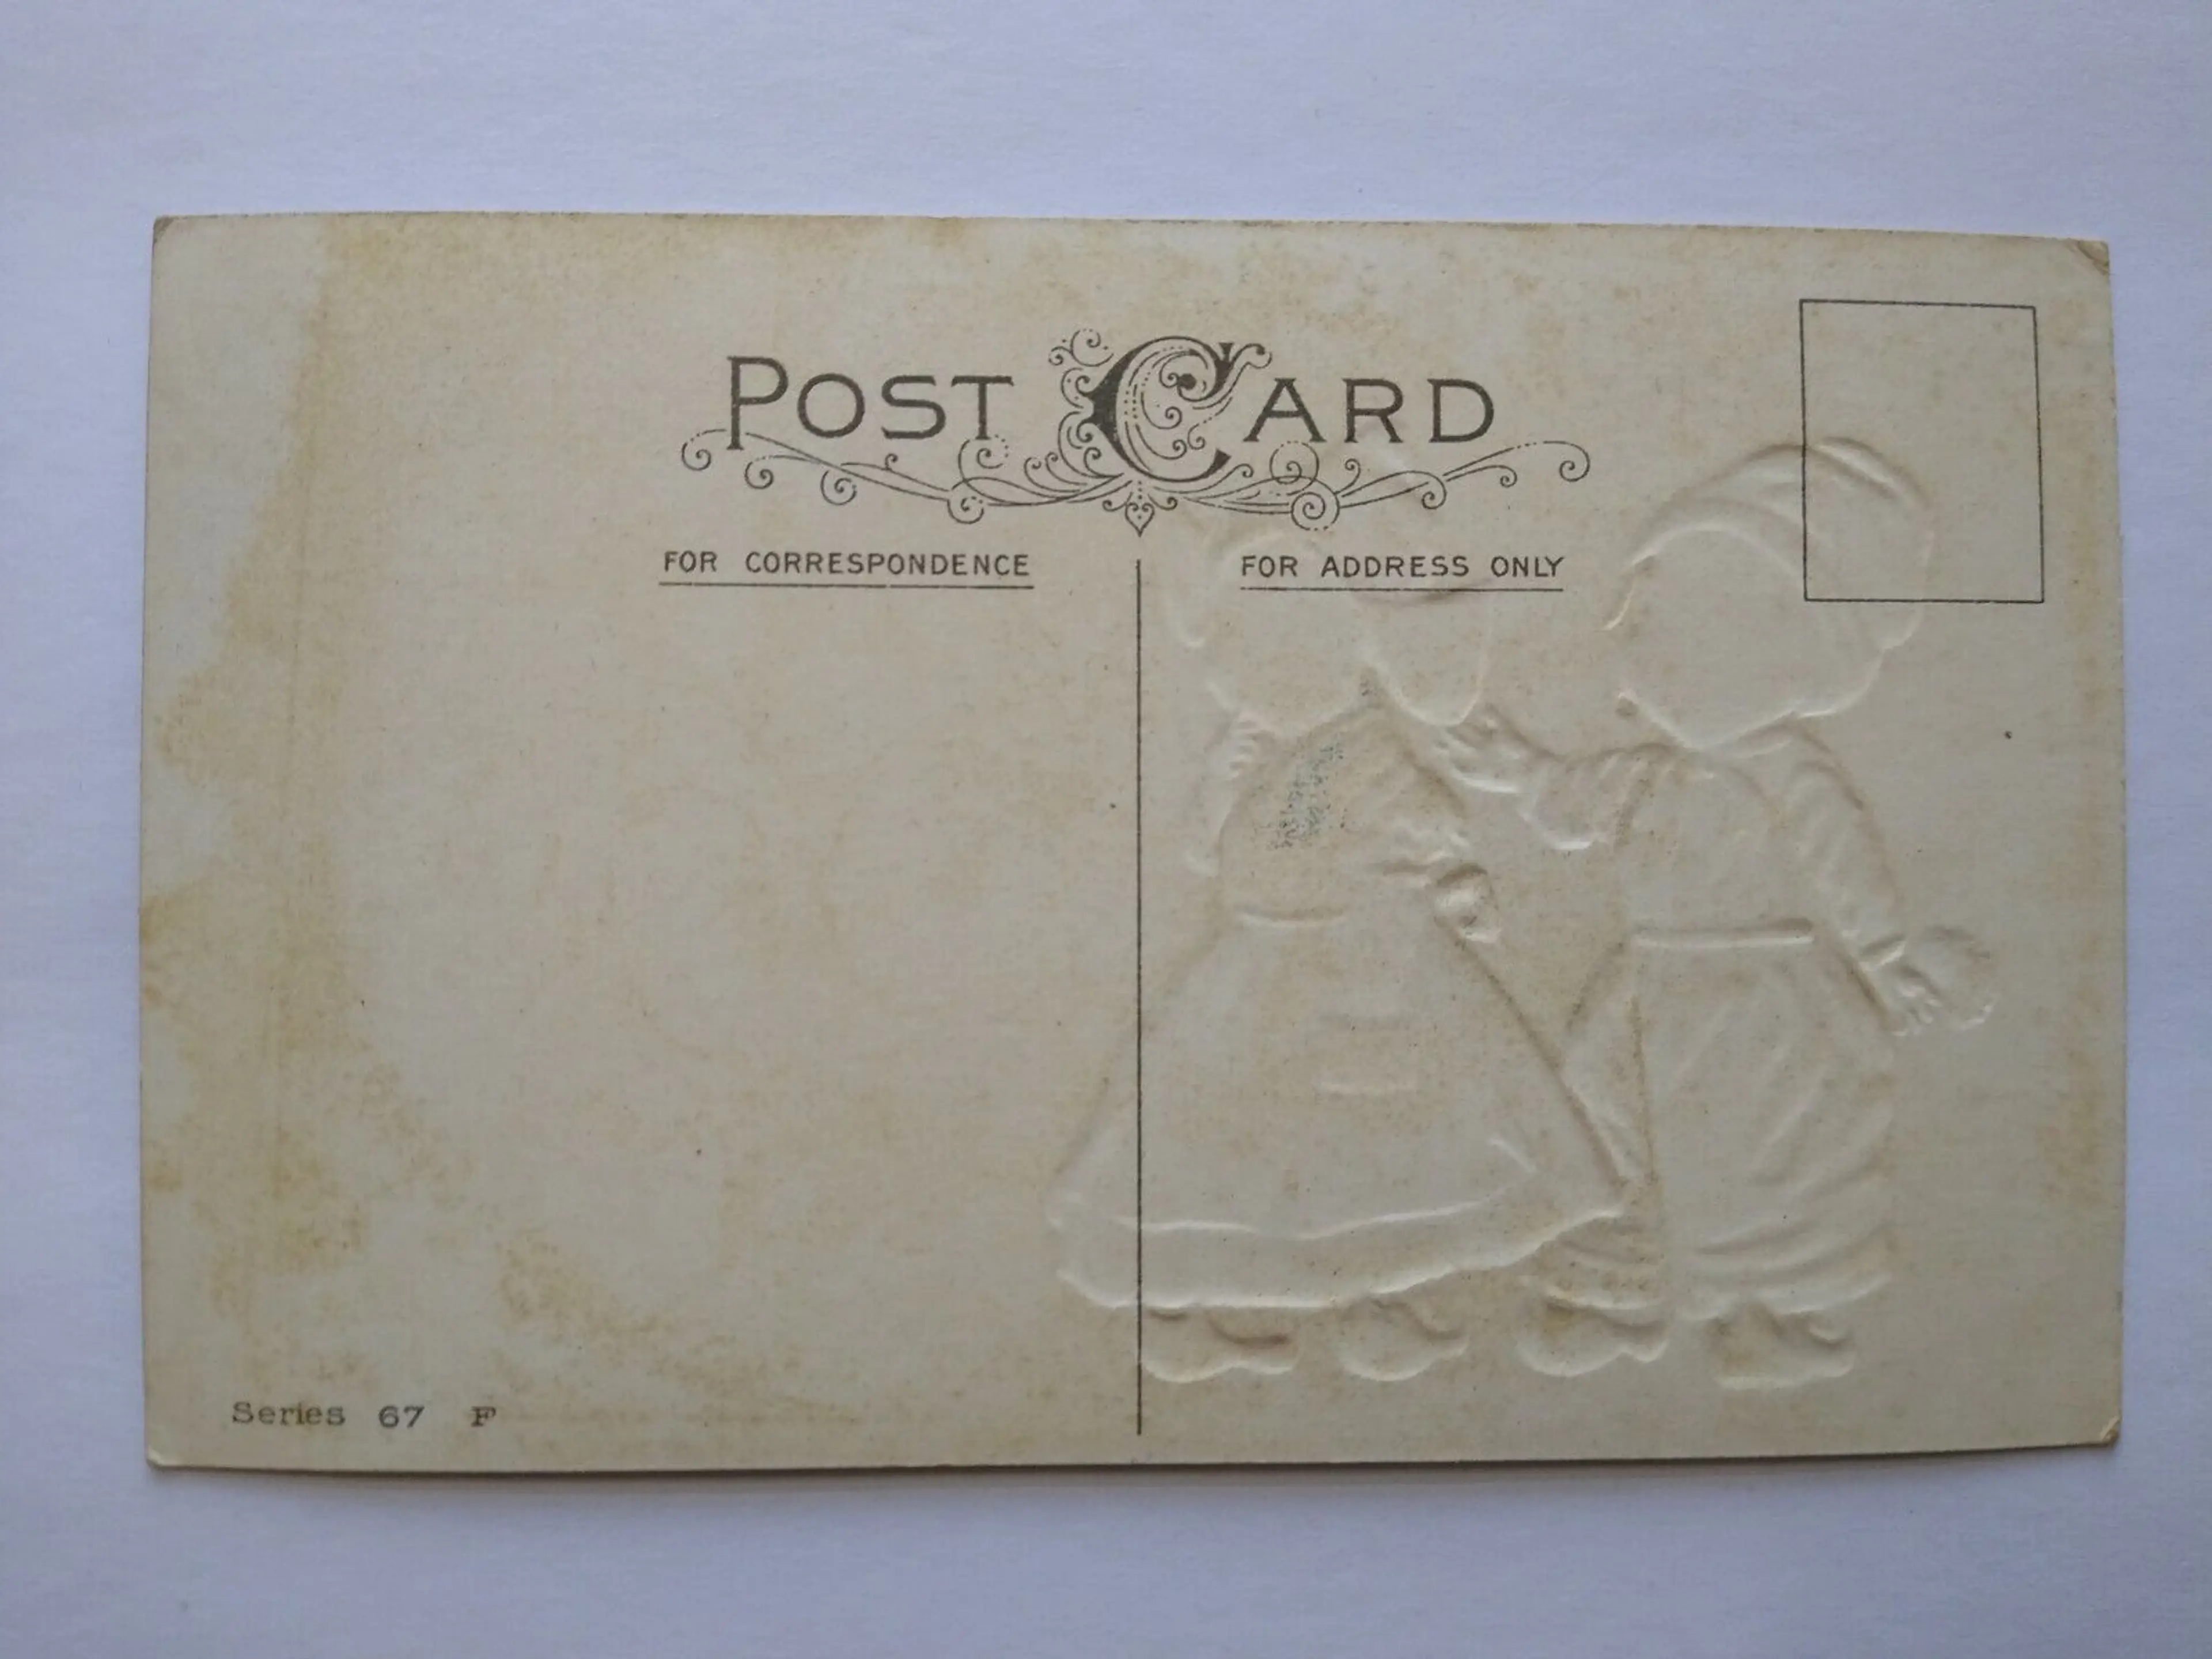 POST CARD
FOR CORRESPONDENCE
FOR ADDRESS ONLY
Series 67 F